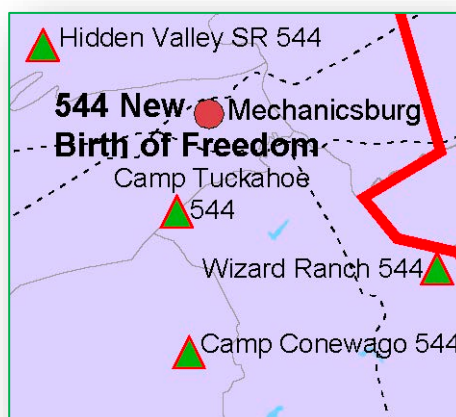 Hidden Valley SR 544
544 New
Mechanicsburg
Birth of Freedom
Camp Tuckahoe
544
Wizard Ranch 544
Camp Conewago 544